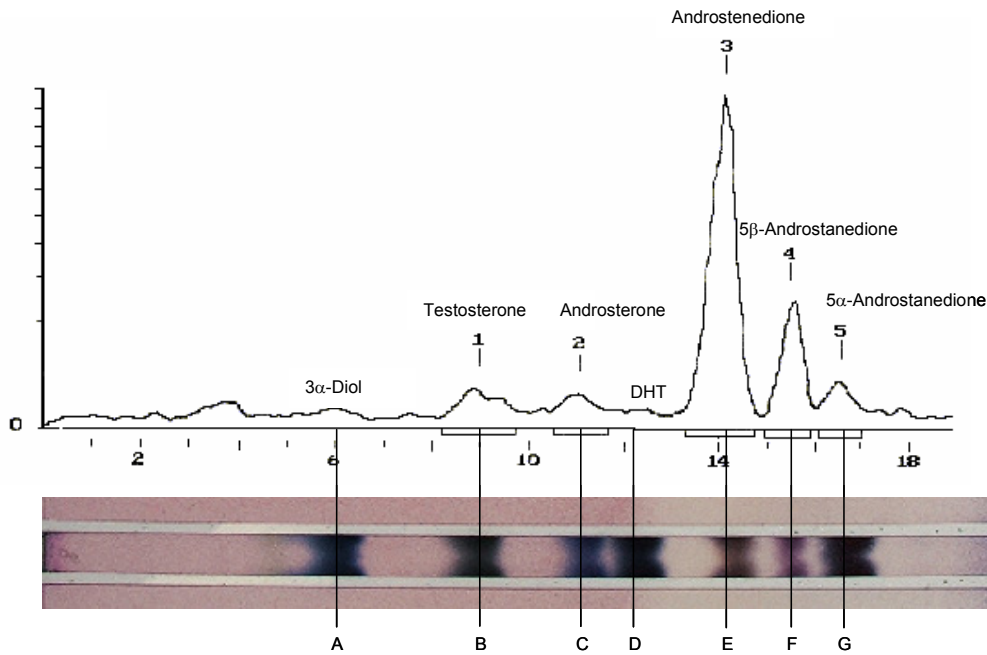 Androstenedione
3
5β-Androstanedione
4
5α-Androstanedione
Testosterone
Androsterone
5
1
2
3α-Diol
DHT
0
2
6
10
14
18
A
B
C
D
E
F
G